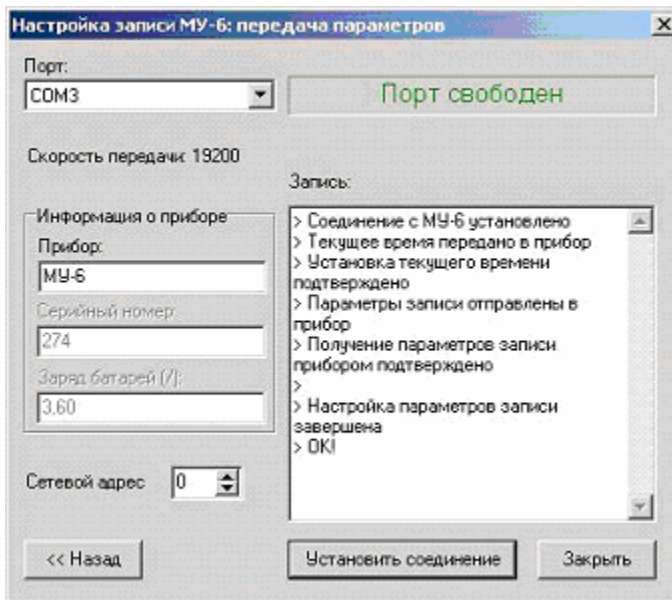 Настройка записи МУ-6: передача параметров
Порт:
COM3
Порт свободен
Скорость передачи: 19200
Запись:
Информация о приборе
Прибор:
МУ-6
Серийный номер:
274
Заряд батарей (/):
3,60
Сетевой адрес
0
> Соединение с МУ-6 установлено
> Текущее время передано в прибор
> Установка текущего времени
подтверждено
> Параметры записи отправлены в
прибор
> Получение параметров записи
прибором подтверждено
>
> Настройка параметров записи
завершена
> OK!
<< Назад
Установить соединение
Закрыть